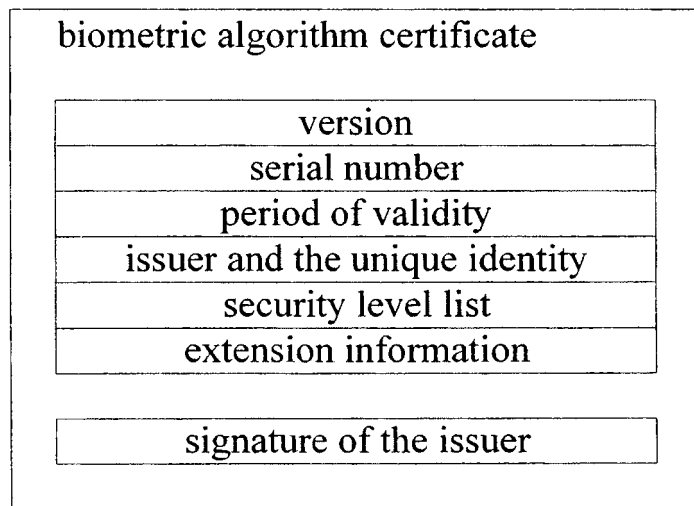 biometric algorithm certificate
version
serial number
period of validity
issuer and the unique identity
security level list
extension information
signature of the issuer